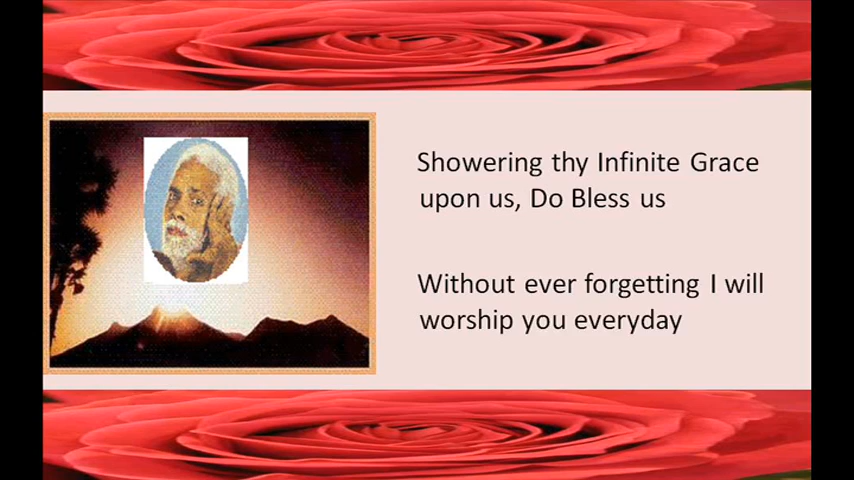 Showering thy Infinite Grace
upon us, Do Bless us
Without ever forgetting I will
worship you everyday